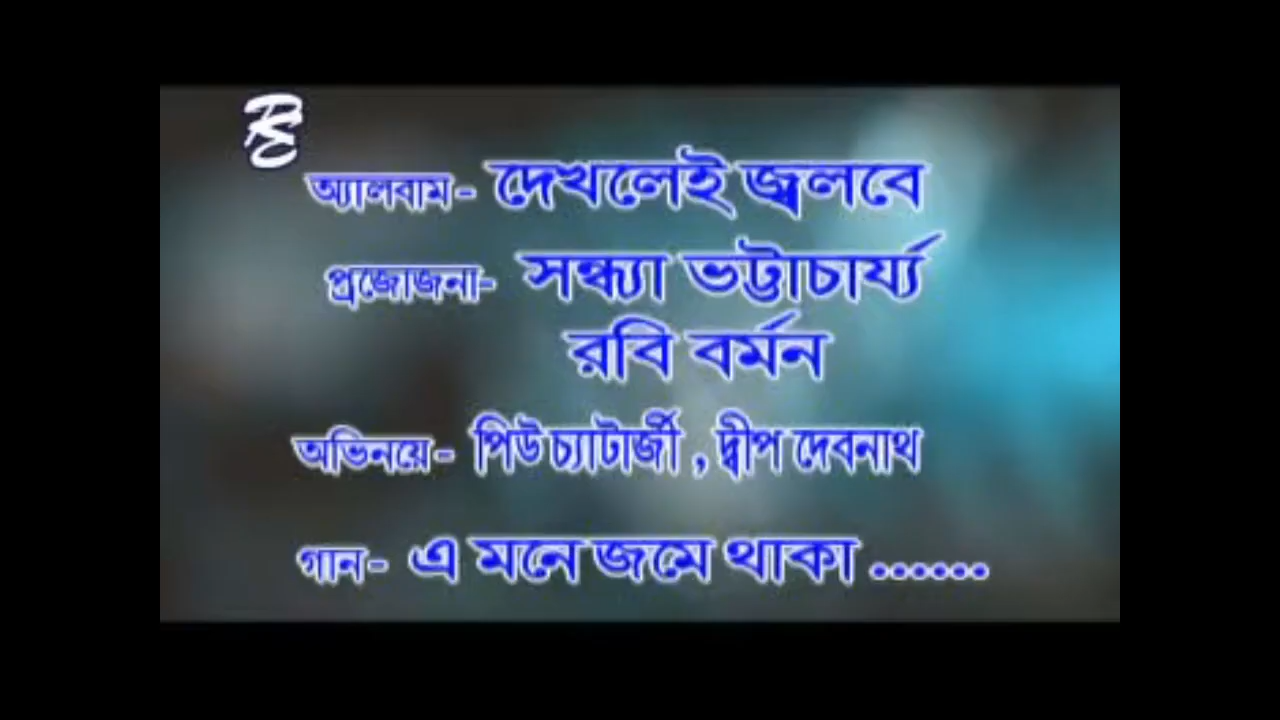 অ্যালবাম - দেখলেই জ্বলবে
প্রজোজনা- সন্ধ্যা ভট্টাচার্য্য
রবি বর্মন
অভিনয়ে - পিউ চ্যাটার্জী , দ্বীপ দেবনাথ
গান - এ মনে জমে থাকা ......